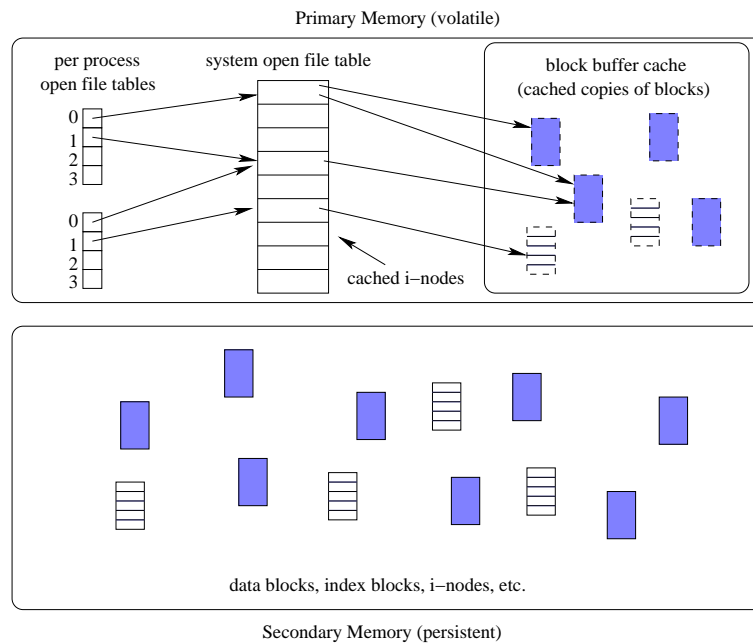 Primary Memory (volatile)
per process
open file tables
system open file table
block buffer cache
(cached copies of blocks)
0
1
2
3
0
1
2
3
cached i−nodes
data blocks, index blocks, i−nodes, etc.
Secondary Memory (persistent)